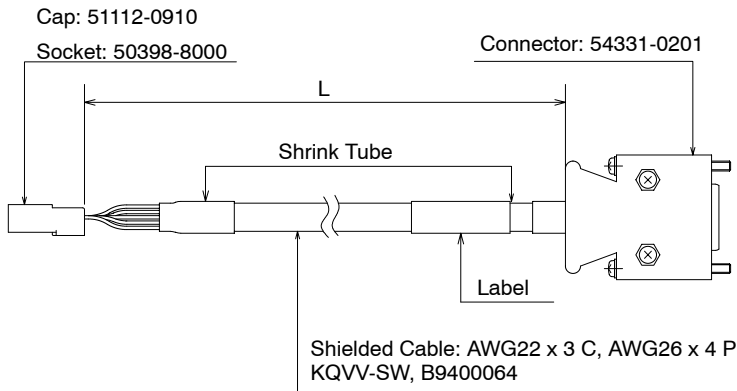 Cap: 51112-0910
Socket: 50398-8000
Connector: 54331-0201
L
Shrink Tube
Label
Shielded Cable: AWG22 x 3 C, AWG26 x 4 P
KQVV-SW, B9400064